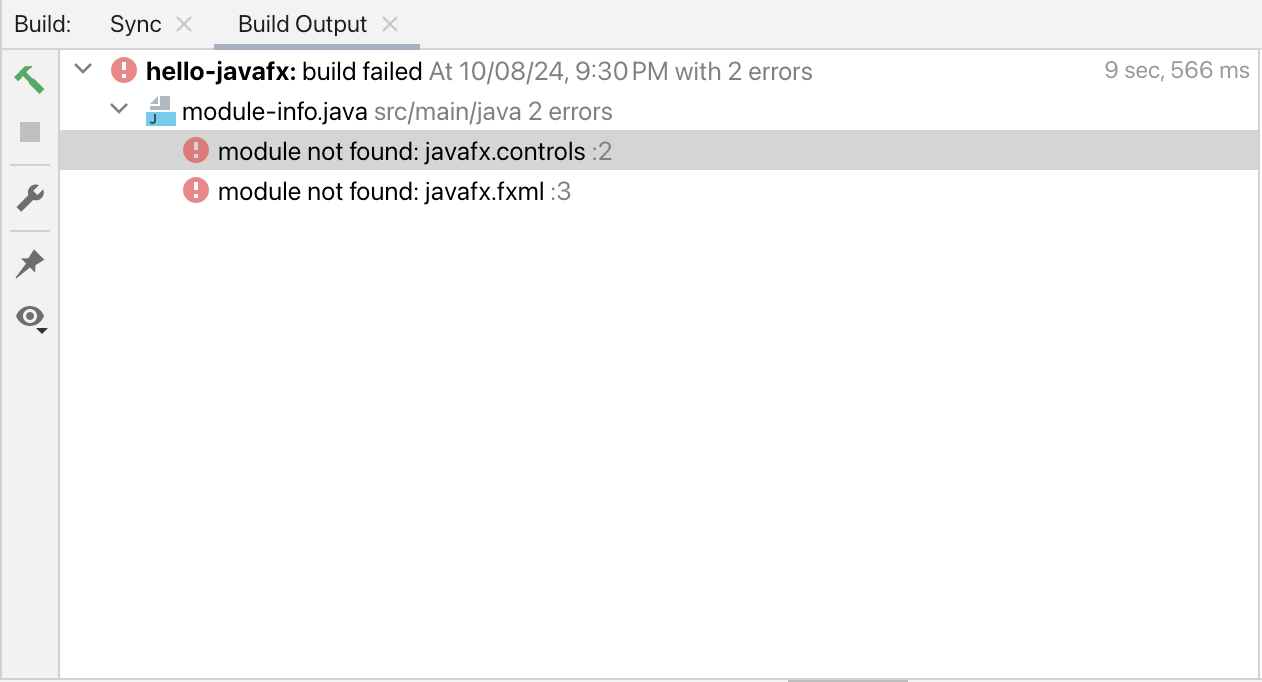 Build: Sync Build Output
hello-javafx: build failed At 10/08/24, 9:30 PM with 2 errors 9 sec, 566 ms
module-info.java src/main/java 2 errors
module not found: javafx.controls :2
module not found: javafx.fxml :3